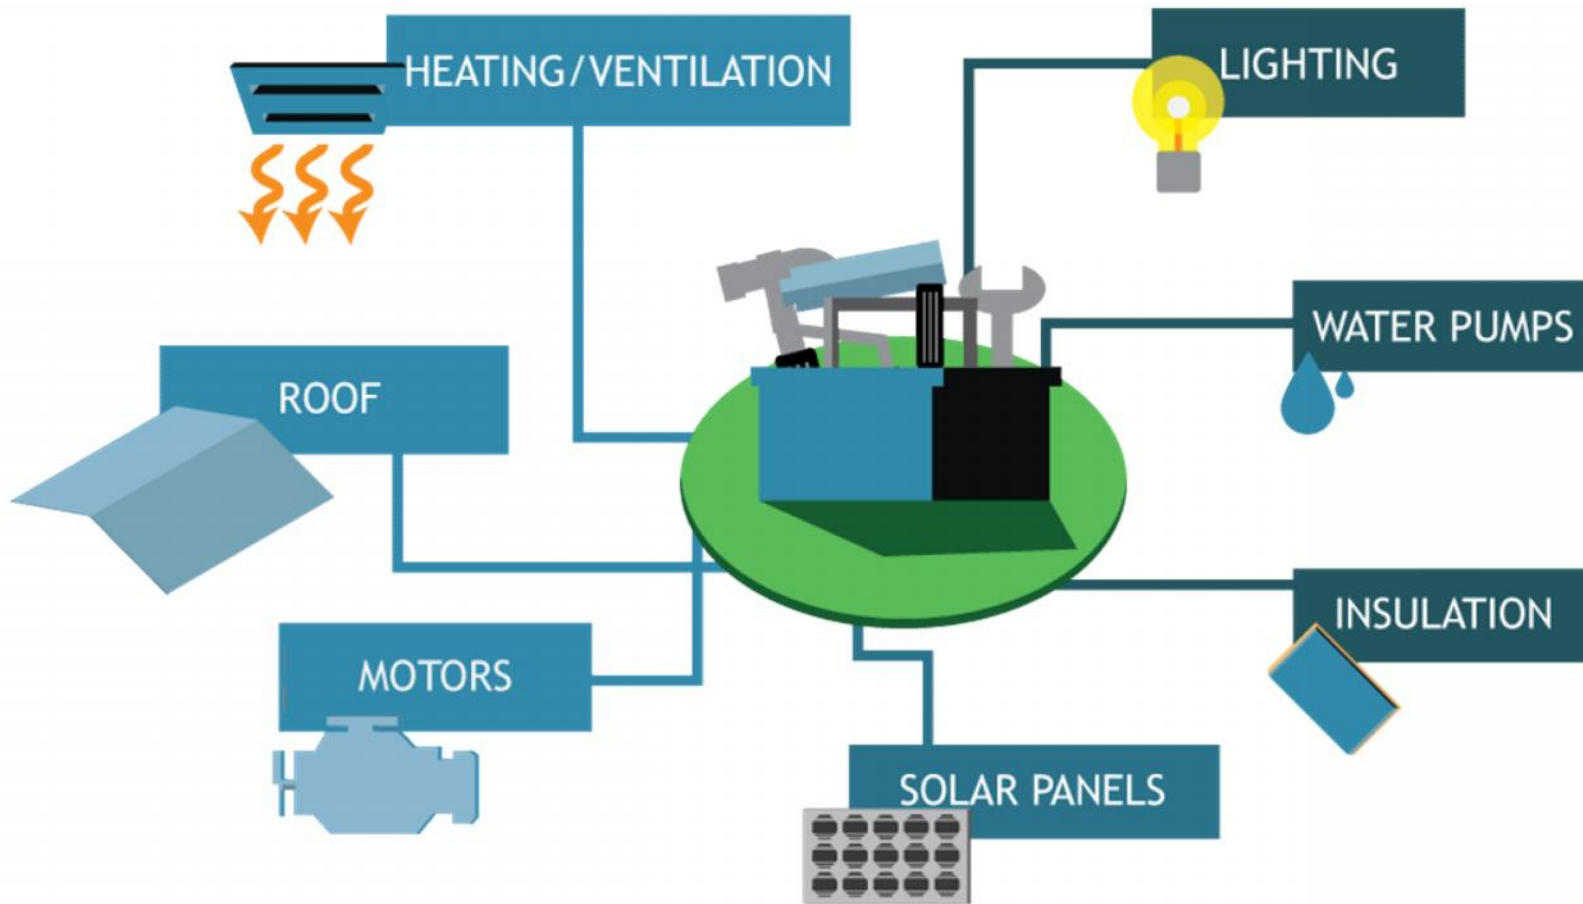 HEATING/VENTILATION
LIGHTING
WATER PUMPS
ROOF
INSULATION
MOTORS
SOLAR PANELS